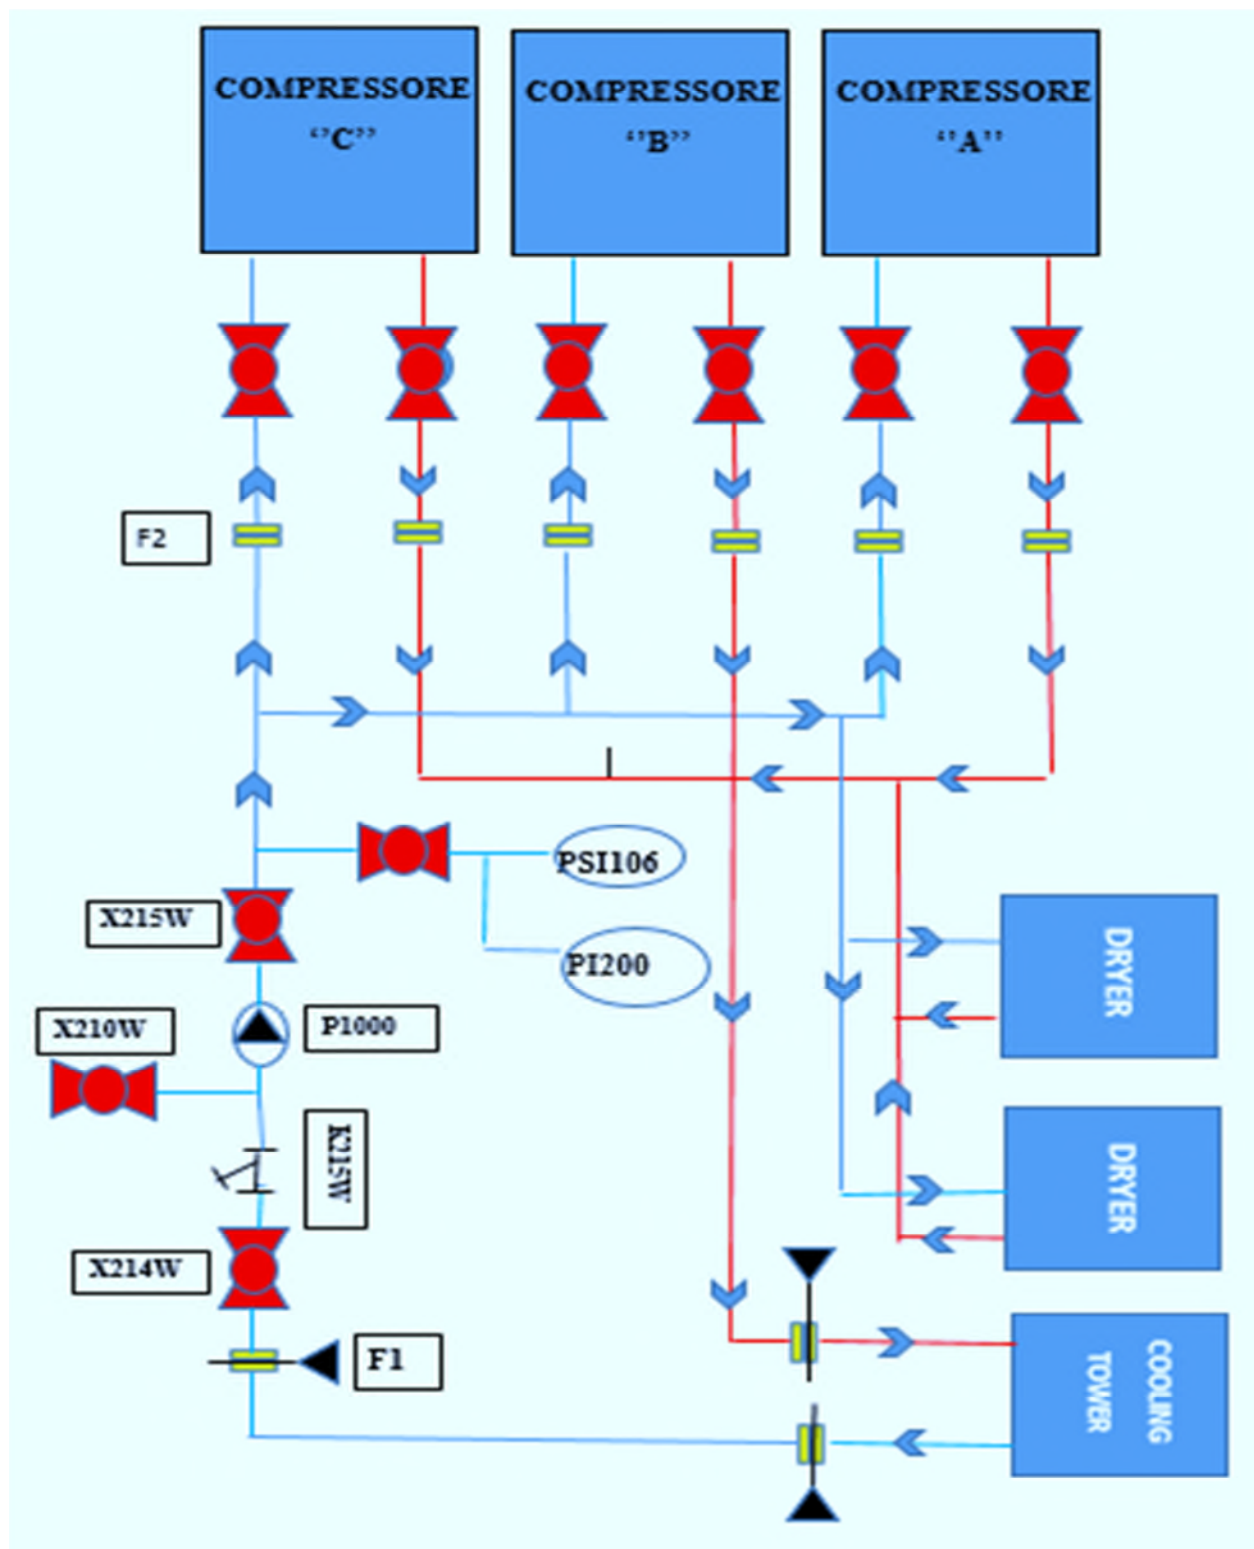 COMPRESSORE
‘’C’’
COMPRESSORE
‘’B’’
COMPRESSORE
‘’A’’
F2
PSI106
X215W
PI200
DRYER
X210W
P1000
K215W
DRYER
X214W
F1
COOLING
TOWER